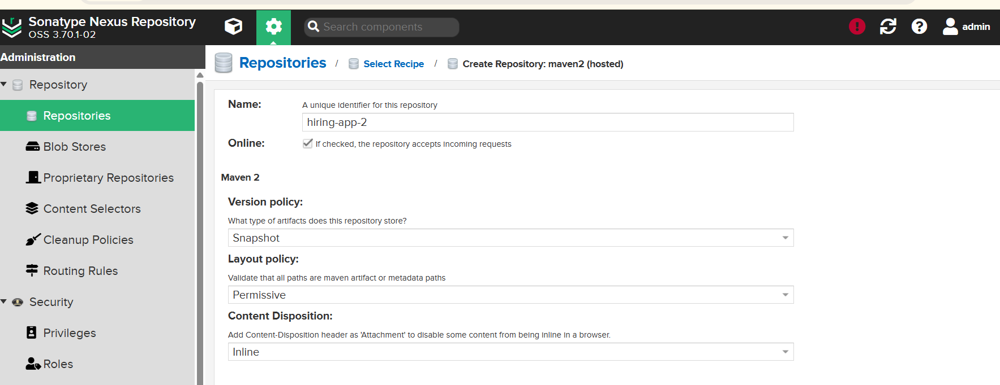 Sonatype Nexus Repository
OSS 3.70.1-02
Search components
admin
Administration
Repository
Repositories
Blob Stores
Proprietary Repositories
Content Selectors
Cleanup Policies
Routing Rules
Security
Privileges
Roles
Repositories / Select Recipe / Create Repository: maven2 (hosted)
Name: A unique identifier for this repository
hiring-app-2
Online: If checked, the repository accepts incoming requests
Maven 2
Version policy:
What type of artifacts does this repository store?
Snapshot
Layout policy:
Validate that all paths are maven artifact or metadata paths
Permissive
Content Disposition:
Add Content-Disposition header as 'Attachment' to disable some content from being inline in a browser.
Inline